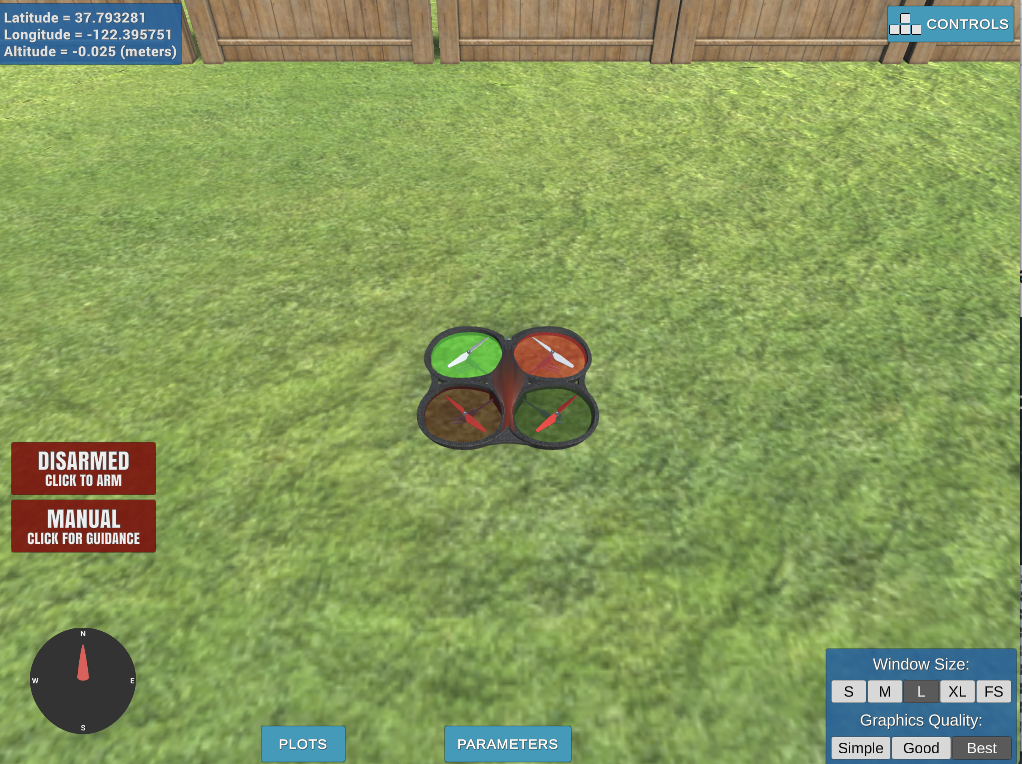 Latitude = 37.793281
Longitude = -122.395751
Altitude = -0.025 (meters)
CONTROLS
DISARMED
CLICK TO ARM
MANUAL
CLICK FOR GUIDANCE
N
W E
S
PLOTS
PARAMETERS
Window Size:
S M L XL FS
Graphics Quality:
Simple Good Best